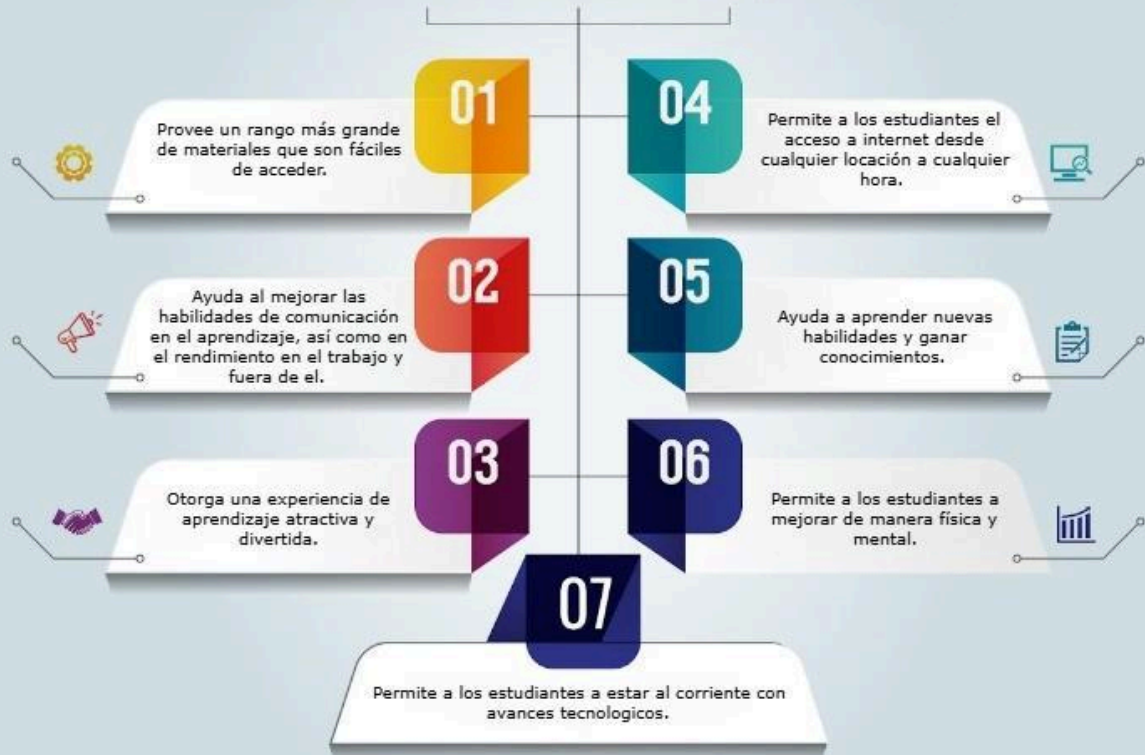 01
Provee un rango más grande
de materiales que son fáciles
de acceder.
02
Ayuda al mejorar las
habilidades de comunicación
en el aprendizaje, así como en
el rendimiento en el trabajo y
fuera de el.
03
Otorga una experiencia de
aprendizaje atractiva y
divertida.
04
Permite a los estudiantes el
acceso a internet desde
cualquier locación a cualquier
hora.
05
Ayuda a aprender nuevas
habilidades y ganar
conocimientos.
06
Permite a los estudiantes a
mejorar de manera física y
mental.
07
Permite a los estudiantes a estar al corriente con
avances tecnologicos.